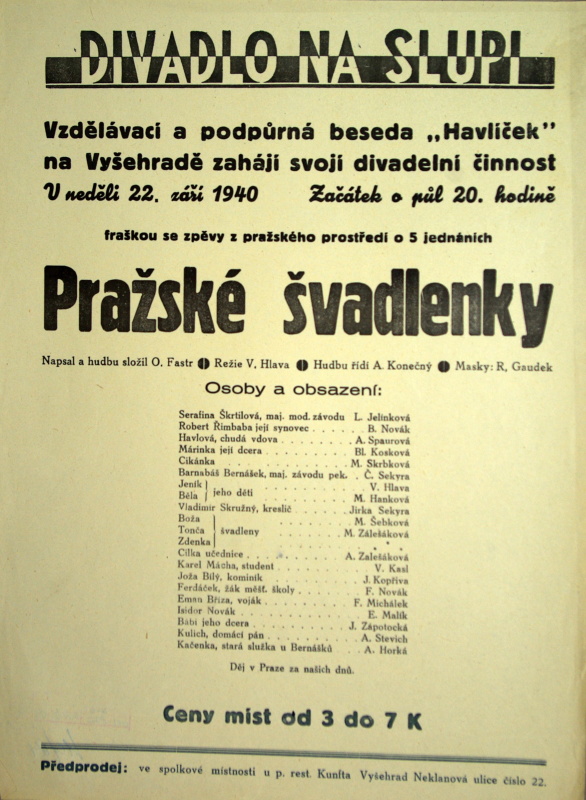 DIVADLO NA SLUPI
Vzdělávací a podpůrná beseda „Havlíček”
na Vyšehradě zahájí svojí divadelní činnost
V neděli 22. září 1940 Začátek o půl 20. hodině
fraškou se zpěvy z pražského prostředí o 5 jednáních
Pražské švadlenky
Napsal a hudbu složil O. Fastr Režie V. Hlava Hudbu řídí A. Konečný Masky: R. Gaudek
Osoby a obsazení:
Serafina Škrtilová, maj. mod. závodu L. Jelínková
Robert Řimbaba její synovec . . . . . . B. Novák
Havlová, chudá vdova . . . . . . . . A. Spaurová
Márinka její dcera . . . . . . . . . Bl. Kosková
Cikánka . . . . . . . . . . . M. Skrbková
Barnabáš Bernášek, maj. závodu pek. . Č. Sekyra
Jeník . . . . . . . . V. Hlava
jeho děti
Běla . . . . . . . . M. Hanková
Vladimír Skružný, kreslič . . . . . Jirka Sekyra
Boža . . . . . . . M. Šebková
Tonča švadleny . . . . . . M. Zálešáková
Zdenka . . . . . . . * * *
Cilka učednice . . . . . . . . A. Zalešáková
Karel Mácha, student . . . . . . . . V. Kasl
Joža Bílý, kominík . . . . . . . . J. Kopřiva
Ferdáček, žák měšť. školy . . . . . . F. Novák
Eman Bříza, voják . . . . . . . . F. Michálek
Isidor Novák . . . . . . . . . . E. Malík
Babi jeho dcera . . . . . . . . J. Zápotocká
Kulich, domácí pán . . . . . . . . A. Stevich
Kačenka, stará služka u Bernášků . . . A. Horká
Děj v Praze za našich dnů.
Ceny míst od 3 do 7 K
Předprodej: ve spolkové místnosti u p. rest. Kunfta Vyšehrad Neklanová ulice číslo 22.